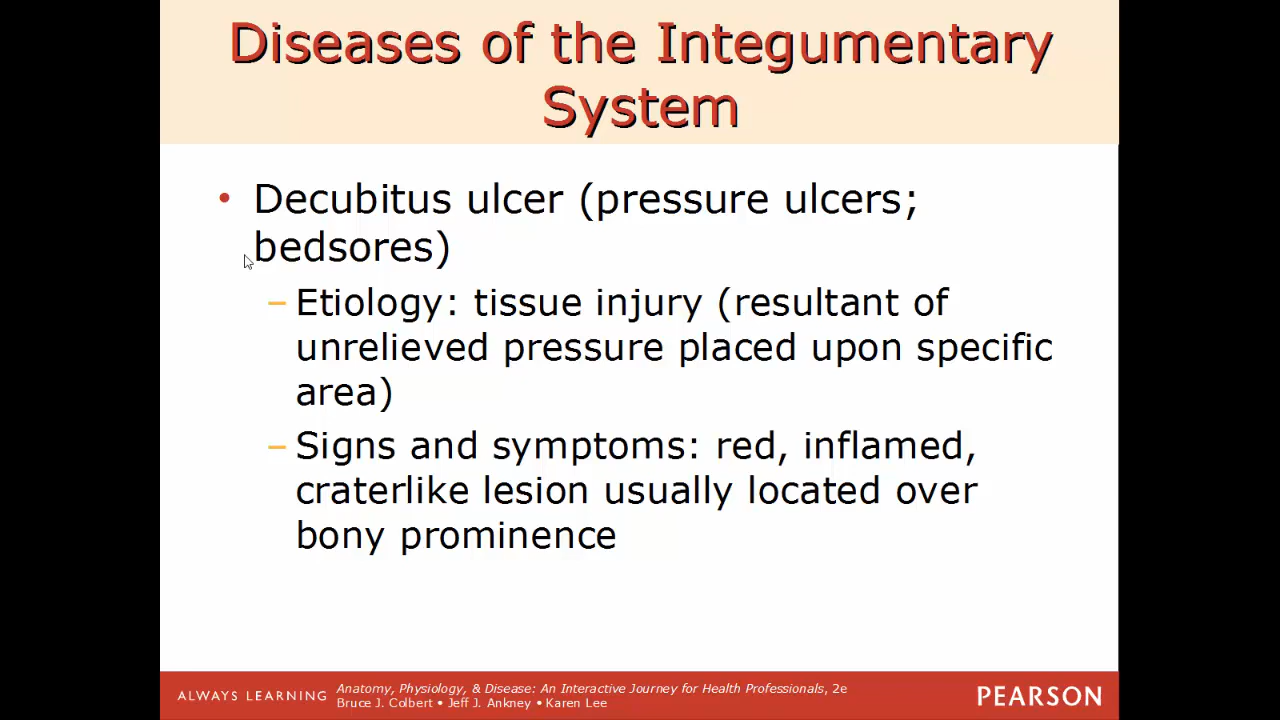 Diseases of the Integumentary
System
• Decubitus ulcer (pressure ulcers;
bedsores)
– Etiology: tissue injury (resultant of
unrelieved pressure placed upon specific
area)
– Signs and symptoms: red, inflamed,
craterlike lesion usually located over
bony prominence
ALWAYS LEARNING
Anatomy, Physiology, & Disease: An Interactive Journey for Health Professionals, 2e
Bruce J. Colbert • Jeff J. Ankney • Karen Lee
PEARSON